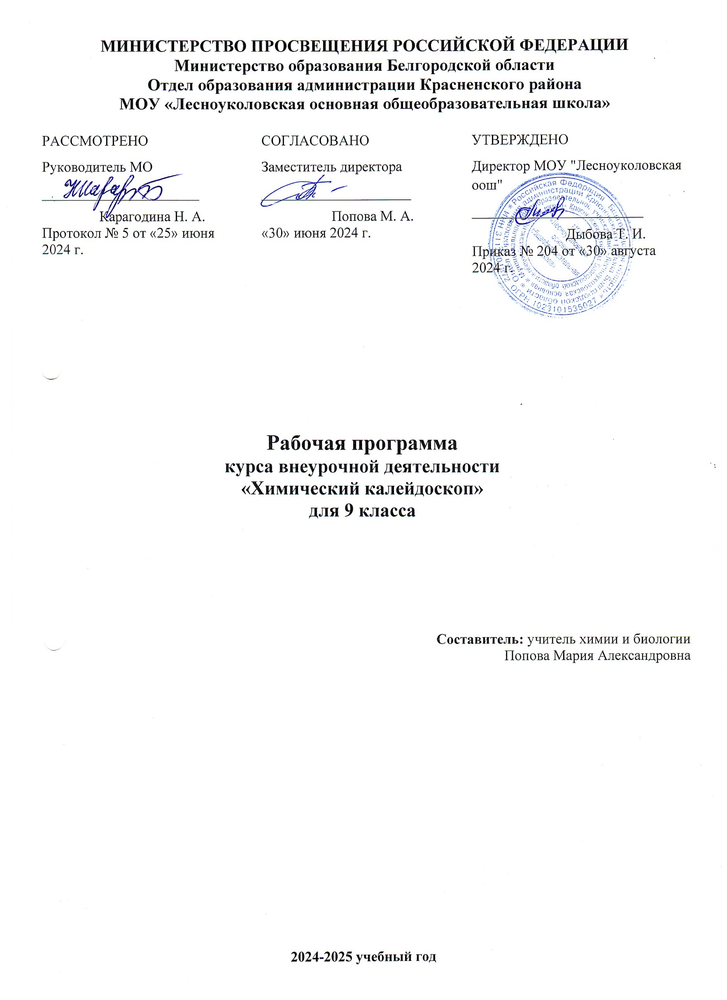 МИНИСТЕРСТВО ПРОСВЕЩЕНИЯ РОССИЙСКОЙ ФЕДЕРАЦИИ
Министерство образования Белгородской области
Отдел образования администрации Красненского района
МОУ «Лесноуколовская основная общеобразовательная школа»
РАССМОТРЕНО
Руководитель МО
Карагодина Н. А.
Протокол № 5 от «25» июня
2024 г.
СОГЛАСОВАНО
Заместитель директора
Попова М. А.
«30» июня 2024 г.
УТВЕРЖДЕНО
Директор МОУ "Лесноуколовская
оош"
Дыбова Т. И.
Приказ № 204 от «30» августа
2024 г.
Российская Федерация Белгородская область
ОГРН 1023101535027
Рабочая программа
курса внеурочной деятельности
«Химический калейдоскоп»
для 9 класса
Составитель: учитель химии и биологии
Попова Мария Александровна
2024-2025 учебный год